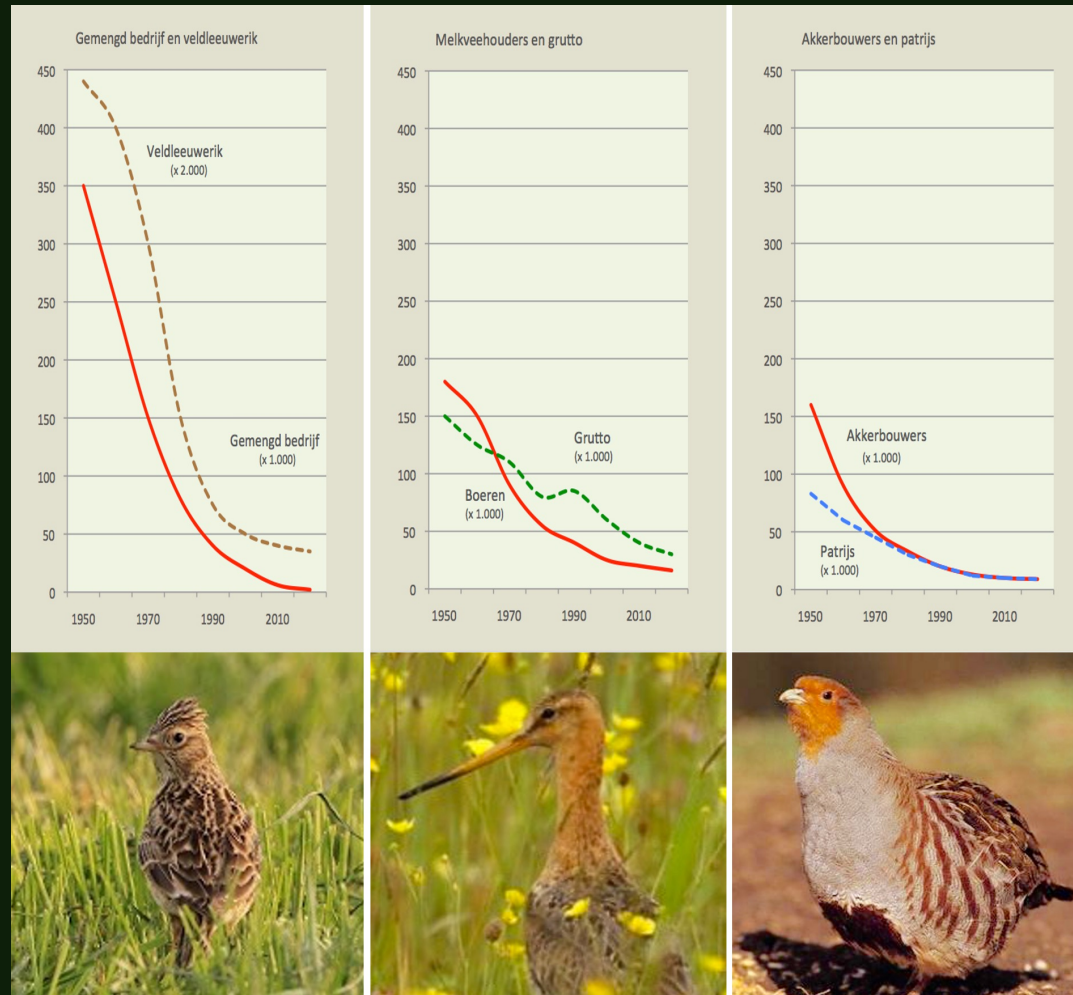 Gemengd bedrijf en veldleeuwerik
450
400
350
300
250
200
150
100
50
0
Veldleeuwerik
(x 2.000)
Gemengd bedrijf
(x 1.000)
1950 1970 1990 2010
Melkveehouders en grutto
450
400
350
300
250
200
150
100
50
0
Grutto
(x 1.000)
Boeren
(x 1.000)
1950 1970 1990 2010
Akkerbouwers en patrijs
450
400
350
300
250
200
150
100
50
0
Akkerbouwers
(x 1.000)
Patrijs
(x 1.000)
1950 1970 1990 2010